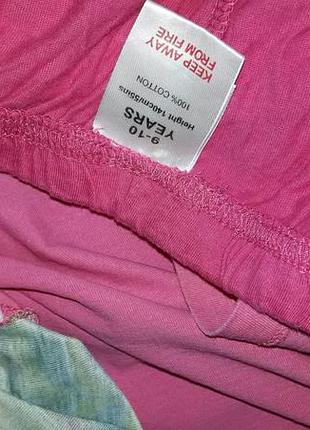 9-10
YEARS
Height 140cm/55ins
100% COTTON
KEEP AWAY
FROM FIRE